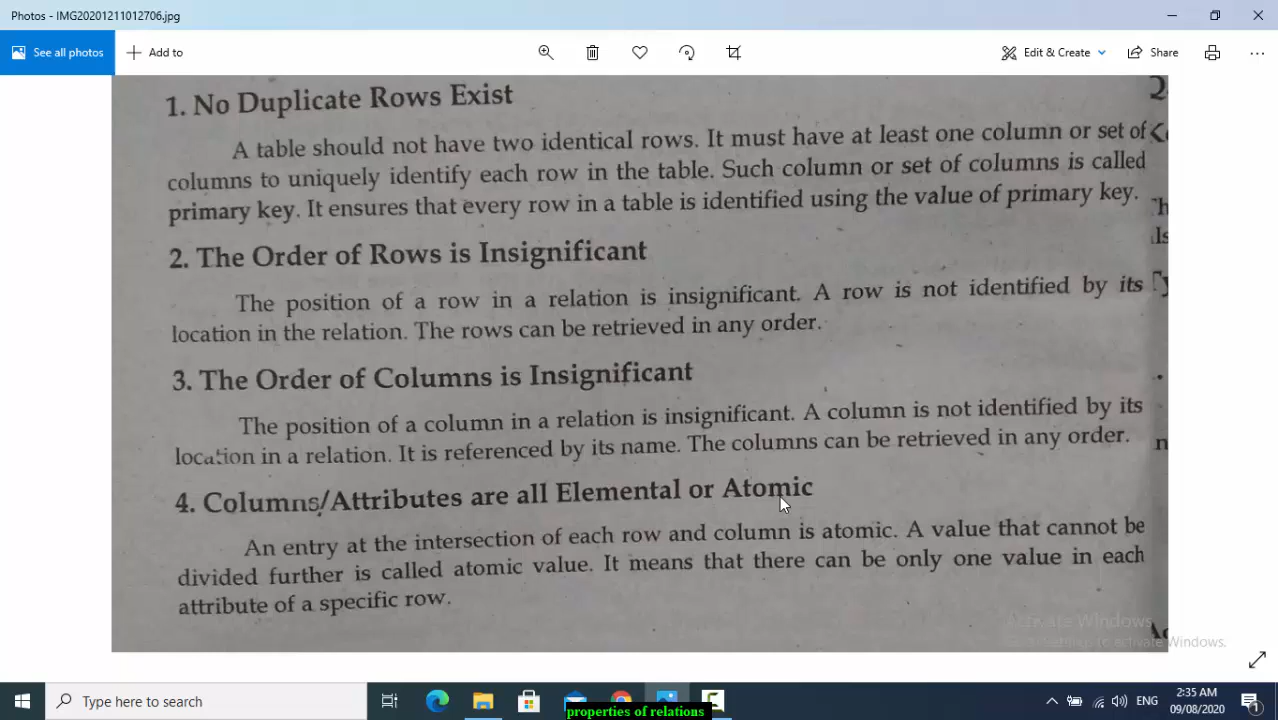 Photos - IMG20201211012706.jpg
See all photos
Add to
Edit & Create
Share
1. No Duplicate Rows Exist
A table should not have two identical rows. It must have at least one column or set of
columns to uniquely identify each row in the table. Such column or set of columns is called
primary key. It ensures that every row in a table is identified using the value of primary key.
2. The Order of Rows is Insignificant
The position of a row in a relation is insignificant. A row is not identified by its
location in the relation. The rows can be retrieved in any order.
3. The Order of Columns is Insignificant
The position of a column in a relation is insignificant. A column is not identified by its
location in a relation. It is referenced by its name. The columns can be retrieved in any order.
4. Columns/Attributes are all Elemental or Atomic
An entry at the intersection of each row and column is atomic. A value that cannot be
divided further is called atomic value. It means that there can be only one value in each
attribute of a specific row.
Activate Windows
Go to Settings to activate Windows.
Type here to search
properties of relations
ENG
2:35 AM
09/08/2020